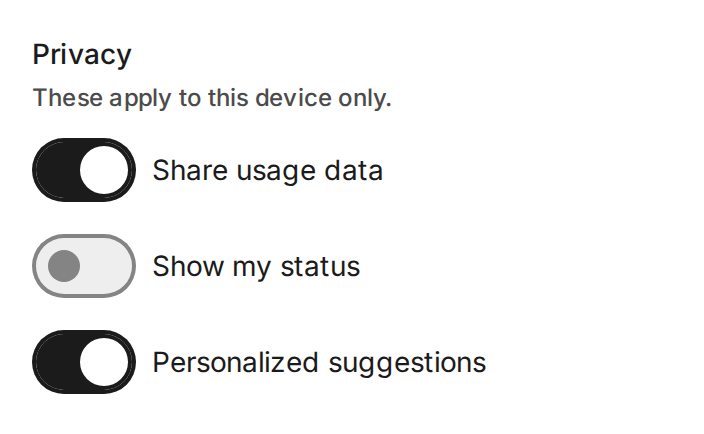 Privacy
These apply to this device only.
Share usage data
Show my status
Personalized suggestions